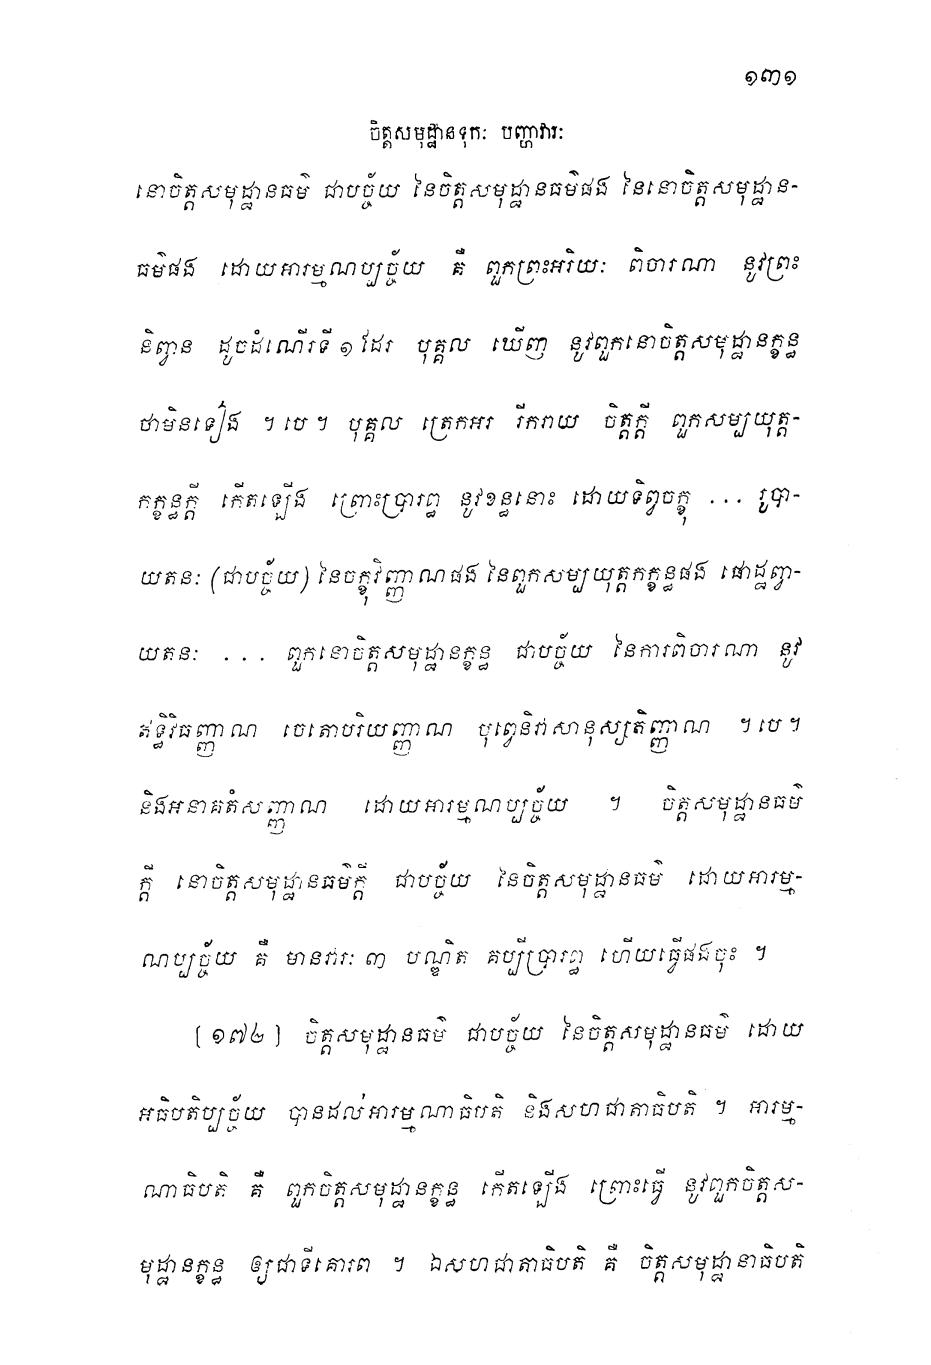 ១៣១
ចិត្តសមុដ្ឋានទុកៈ បញ្ហាវារៈ
នោចិត្តសមុដ្ឋានធម៌ ជាបច្ច័យ នៃចិត្តសមុដ្ឋានធម៌ផង នៃនោចិត្តសមុដ្ឋាន-
ធម៌ផង ដោយអារម្មណប្បច្ច័យ គឺ ពួកព្រះអរិយៈ ពិចារណា នូវព្រះ
និព្វាន ដូចដំណើរទី ១ ដែរ បុគ្គល ឃើញ នូវពួកនោចិត្តសមុដ្ឋានក្ខន្ធ
ថាមិនទៀង ។ បេ ។ បុគ្គល ត្រេកអរ រីករាយ ចិត្តក្តី ពួកសម្បយុត្ត-
កក្ខន្ធក្តី កើតឡើង ព្រោះប្រារព្ធ នូវខន្ធនោះ ដោយទិព្វចក្ខុ ... រូបា-
យតនៈ (ជាបច្ច័យ) នៃចក្ខុវិញ្ញាណផង នៃពួកសម្បយុត្តកក្ខន្ធផង ផោដ្ឋព្វា-
យតនៈ ... ពួកនោចិត្តសមុដ្ឋានក្ខន្ធ ជាបច្ច័យ នៃការពិចារណា នូវ
ឥទ្ធិវិធញ្ញាណ ចេតោបរិយញ្ញាណ បុព្វេនិវាសានុស្សតិញ្ញាណ ។ បេ ។
និងអនាគតំសញ្ញាណ ដោយអារម្មណប្បច្ច័យ ។ ចិត្តសមុដ្ឋានធម៌
ក្តី នោចិត្តសមុដ្ឋានធម៌ក្តី ជាបច្ច័យ នៃចិត្តសមុដ្ឋានធម៌ ដោយអារម្ម-
ណប្បច្ច័យ គឺ មានវារៈ ៣ បណ្ឌិត គប្បីប្រារព្ធ ហើយធ្វើផងចុះ ។
[ ១៧៤ ] ចិត្តសមុដ្ឋានធម៌ ជាបច្ច័យ នៃចិត្តសមុដ្ឋានធម៌ ដោយ
អធិបតិប្បច្ច័យ បានដល់អារម្មណាធិបតិ និងសហជាតាធិបតិ ។ អារម្ម-
ណាធិបតិ គឺ ពួកចិត្តសមុដ្ឋានក្ខន្ធ កើតឡើង ព្រោះធ្វើ នូវពួកចិត្តស-
មុដ្ឋានក្ខន្ធ ឲ្យជាទីគោរព ។ ឯសហជាតាធិបតិ គឺ ចិត្តសមុដ្ឋានាធិបតិ